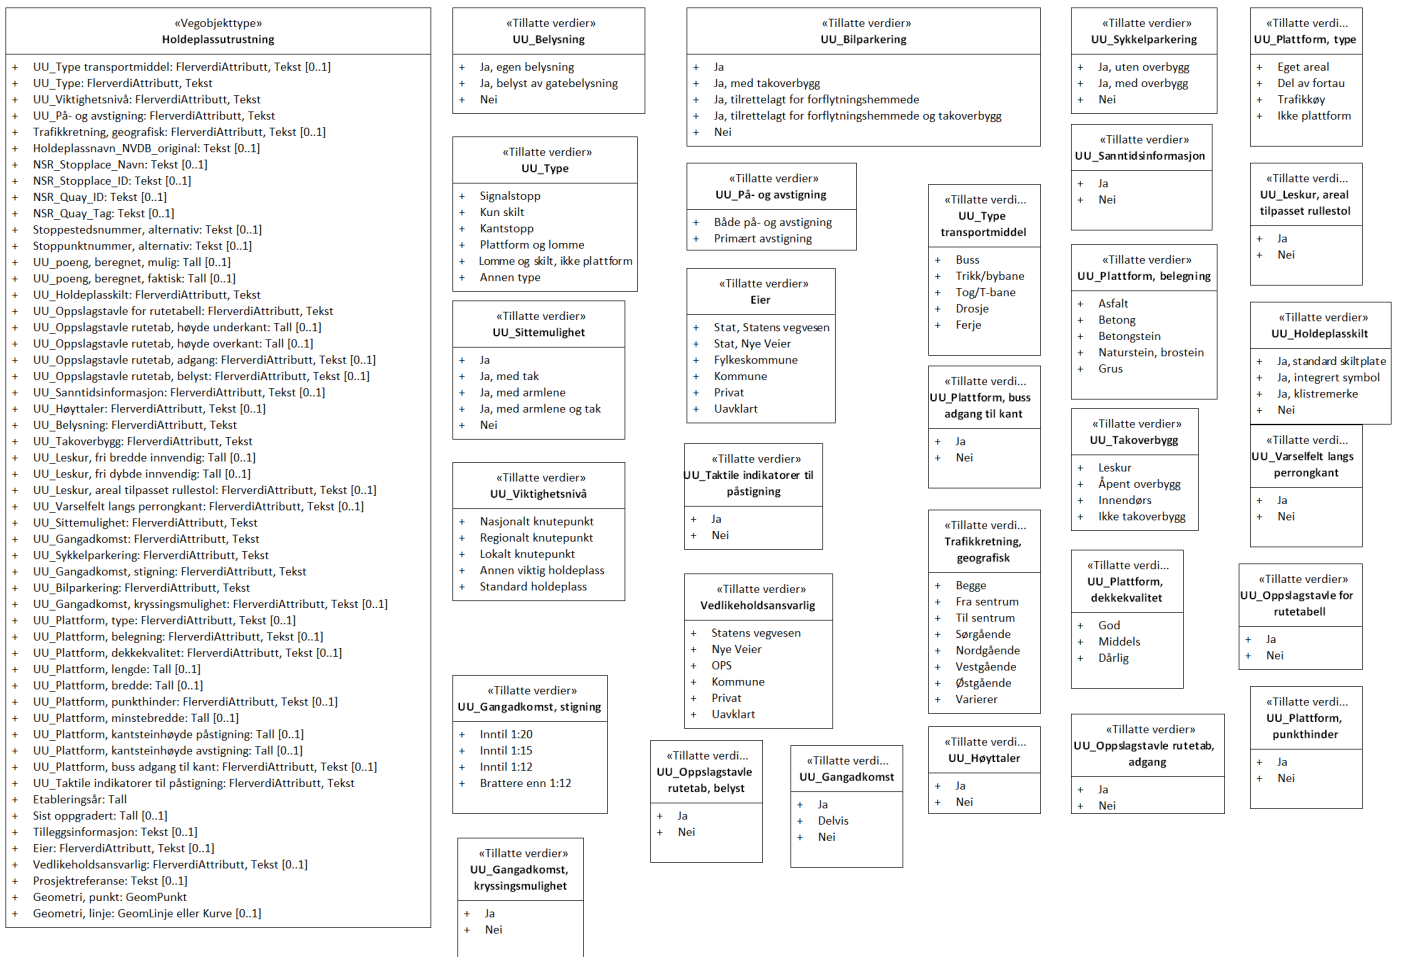 «Vegobjekttype»
Holdeplassutrustning
+ UU_Type transportmiddel: FlerverdiAttributt, Tekst [0..1]
+ UU_Type: FlerverdiAttributt, Tekst
+ UU_Viktighetsnivå: FlerverdiAttributt, Tekst
+ UU_På- og avstigning: FlerverdiAttributt, Tekst
+ Trafikkretning, geografisk: FlerverdiAttributt, Tekst [0..1]
+ Holdeplassnavn_NVDB_original: Tekst [0..1]
+ NSR_Stopplace_Navn: Tekst [0..1]
+ NSR_Stopplace_ID: Tekst [0..1]
+ NSR_Quay_ID: Tekst [0..1]
+ NSR_Quay_Tag: Tekst [0..1]
+ Stoppestedsnummer, alternativ: Tekst [0..1]
+ Stoppunktnummer, alternativ: Tekst [0..1]
+ UU_poeng, beregnet, mulig: Tall [0..1]
+ UU_poeng, beregnet, faktisk: Tall [0..1]
+ UU_Holdeplasskilt: FlerverdiAttributt, Tekst
+ UU_Oppslagstavle for rutetabell: FlerverdiAttributt, Tekst
+ UU_Oppslagstavle rutetab, høyde underkant: Tall [0..1]
+ UU_Oppslagstavle rutetab, høyde overkant: Tall [0..1]
+ UU_Oppslagstavle rutetab, adgang: FlerverdiAttributt, Tekst [0..1]
+ UU_Oppslagstavle rutetab, belyst: FlerverdiAttributt, Tekst [0..1]
+ UU_Sanntidsinformasjon: FlerverdiAttributt, Tekst [0..1]
+ UU_Høyttaler: FlerverdiAttributt, Tekst [0..1]
+ UU_Belysning: FlerverdiAttributt, Tekst
+ UU_Takoverbygg: FlerverdiAttributt, Tekst
+ UU_Leskur, fri bredde innvendig: Tall [0..1]
+ UU_Leskur, fri dybde innvendig: Tall [0..1]
+ UU_Leskur, areal tilpasset rullestol: FlerverdiAttributt, Tekst [0..1]
+ UU_Varselfelt langs perrongkant: FlerverdiAttributt, Tekst [0..1]
+ UU_Sittemulighet: FlerverdiAttributt, Tekst
+ UU_Gangadkomst: FlerverdiAttributt, Tekst
+ UU_Sykkelparkering: FlerverdiAttributt, Tekst
+ UU_Gangadkomst, stigning: FlerverdiAttributt, Tekst
+ UU_Bilparkering: FlerverdiAttributt, Tekst
+ UU_Gangadkomst, kryssingsmulighet: FlerverdiAttributt, Tekst [0..1]
+ UU_Plattform, type: FlerverdiAttributt, Tekst [0..1]
+ UU_Plattform, belegning: FlerverdiAttributt, Tekst [0..1]
+ UU_Plattform, dekkekvalitet: FlerverdiAttributt, Tekst [0..1]
+ UU_Plattform, lengde: Tall [0..1]
+ UU_Plattform, bredde: Tall [0..1]
+ UU_Plattform, punkthinder: FlerverdiAttributt, Tekst [0..1]
+ UU_Plattform, minstebredde: Tall [0..1]
+ UU_Plattform, kantsteinhøyde påstigning: Tall [0..1]
+ UU_Plattform, kantsteinhøyde avstigning: Tall [0..1]
+ UU_Plattform, buss adgang til kant: FlerverdiAttributt, Tekst [0..1]
+ UU_Taktile indikatorer til påstigning: FlerverdiAttributt, Tekst
+ Etableringsår: Tall
+ Sist oppgradert: Tall [0..1]
+ Tilleggsinformasjon: Tekst [0..1]
+ Eier: FlerverdiAttributt, Tekst [0..1]
+ Vedlikeholdsansvarlig: FlerverdiAttributt, Tekst [0..1]
+ Prosjektreferanse: Tekst [0..1]
+ Geometri, punkt: GeomPunkt
+ Geometri, linje: GeomLinje eller Kurve [0..1]
«Tillatte verdier»
UU_Belysning
+ Ja, egen belysning
+ Ja, belyst av gatebelysning
+ Nei
«Tillatte verdier»
UU_Type
+ Signalstopp
+ Kun skilt
+ Kantstopp
+ Plattform og lomme
+ Lomme og skilt, ikke plattform
+ Annen type
«Tillatte verdier»
UU_Sittemulighet
+ Ja
+ Ja, med tak
+ Ja, med armlene
+ Ja, med armlene og tak
+ Nei
«Tillatte verdier»
UU_Viktighetsnivå
+ Nasjonalt knutepunkt
+ Regionalt knutepunkt
+ Lokalt knutepunkt
+ Annen viktig holdeplass
+ Standard holdeplass
«Tillatte verdier»
UU_Gangadkomst, stigning
+ Inntil 1:20
+ Inntil 1:15
+ Inntil 1:12
+ Brattere enn 1:12
«Tillatte verdier»
UU_Gangadkomst,
kryssingsmulighet
+ Ja
+ Nei
«Tillatte verdier»
UU_Bilparkering
+ Ja
+ Ja, med takoverbygg
+ Ja, tilrettelagt for forflytningshemmede
+ Ja, tilrettelagt for forflytningshemmede og takoverbygg
+ Nei
«Tillatte verdier»
UU_På- og avstigning
+ Både på- og avstigning
+ Primært avstigning
«Tillatte verdier»
Eier
+ Stat, Statens vegvesen
+ Stat, Nye Veier
+ Fylkeskommune
+ Kommune
+ Privat
+ Uavklart
«Tillatte verdier»
UU_Taktile indikatorer til
påstigning
+ Ja
+ Nei
«Tillatte verdier»
Vedlikeholdsansvarlig
+ Statens vegvesen
+ Nye Veier
+ OPS
+ Kommune
+ Privat
+ Uavklart
«Tillatte verdi...
UU_Oppslagstavle
rutetab, belyst
+ Ja
+ Nei
«Tillatte verdi...
UU_Gangadkomst
+ Ja
+ Delvis
+ Nei
«Tillatte verdi...
UU_Type
transportmiddel
+ Buss
+ Trikk/bybane
+ Tog/T-bane
+ Drosje
+ Ferje
«Tillatte verdi...
UU_Plattform, buss
adgang til kant
+ Ja
+ Nei
«Tillatte verdi...
Trafikkretning,
geografisk
+ Begge
+ Fra sentrum
+ Til sentrum
+ Sørgående
+ Nordgående
+ Vestgående
+ Østgående
+ Varierer
«Tillatte verdi...
UU_Høyttaler
+ Ja
+ Nei
«Tillatte verdier»
UU_Sykkelparkering
+ Ja, uten overbygg
+ Ja, med overbygg
+ Nei
«Tillatte verdier»
UU_Sanntidsinformasjon
+ Ja
+ Nei
«Tillatte verdier»
UU_Plattform, belegning
+ Asfalt
+ Betong
+ Betongstein
+ Naturstein, brostein
+ Grus
«Tillatte verdier»
UU_Takoverbygg
+ Leskur
+ Åpent overbygg
+ Innendørs
+ Ikke takoverbygg
«Tillatte verdi...
UU_Plattform,
dekkekvalitet
+ God
+ Middels
+ Dårlig
«Tillatte verdier»
UU_Oppslagstavle rutetab,
adgang
+ Ja
+ Nei
«Tillatte verdi...
UU_Plattform, type
+ Eget areal
+ Del av fortau
+ Trafikkøy
+ Ikke plattform
«Tillatte verdi...
UU_Leskur, areal
tilpasset rullestol
+ Ja
+ Nei
«Tillatte verdier»
UU_Holdeplasskilt
+ Ja, standard skiltplate
+ Ja, integrert symbol
+ Ja, klistremerke
+ Nei
«Tillatte verdi...
UU_Varselfelt langs
perrongkant
+ Ja
+ Nei
«Tillatte verdier»
UU_Oppslagstavle for
rutetabell
+ Ja
+ Nei
«Tillatte verdi...
UU_Plattform,
punkthinder
+ Ja
+ Nei